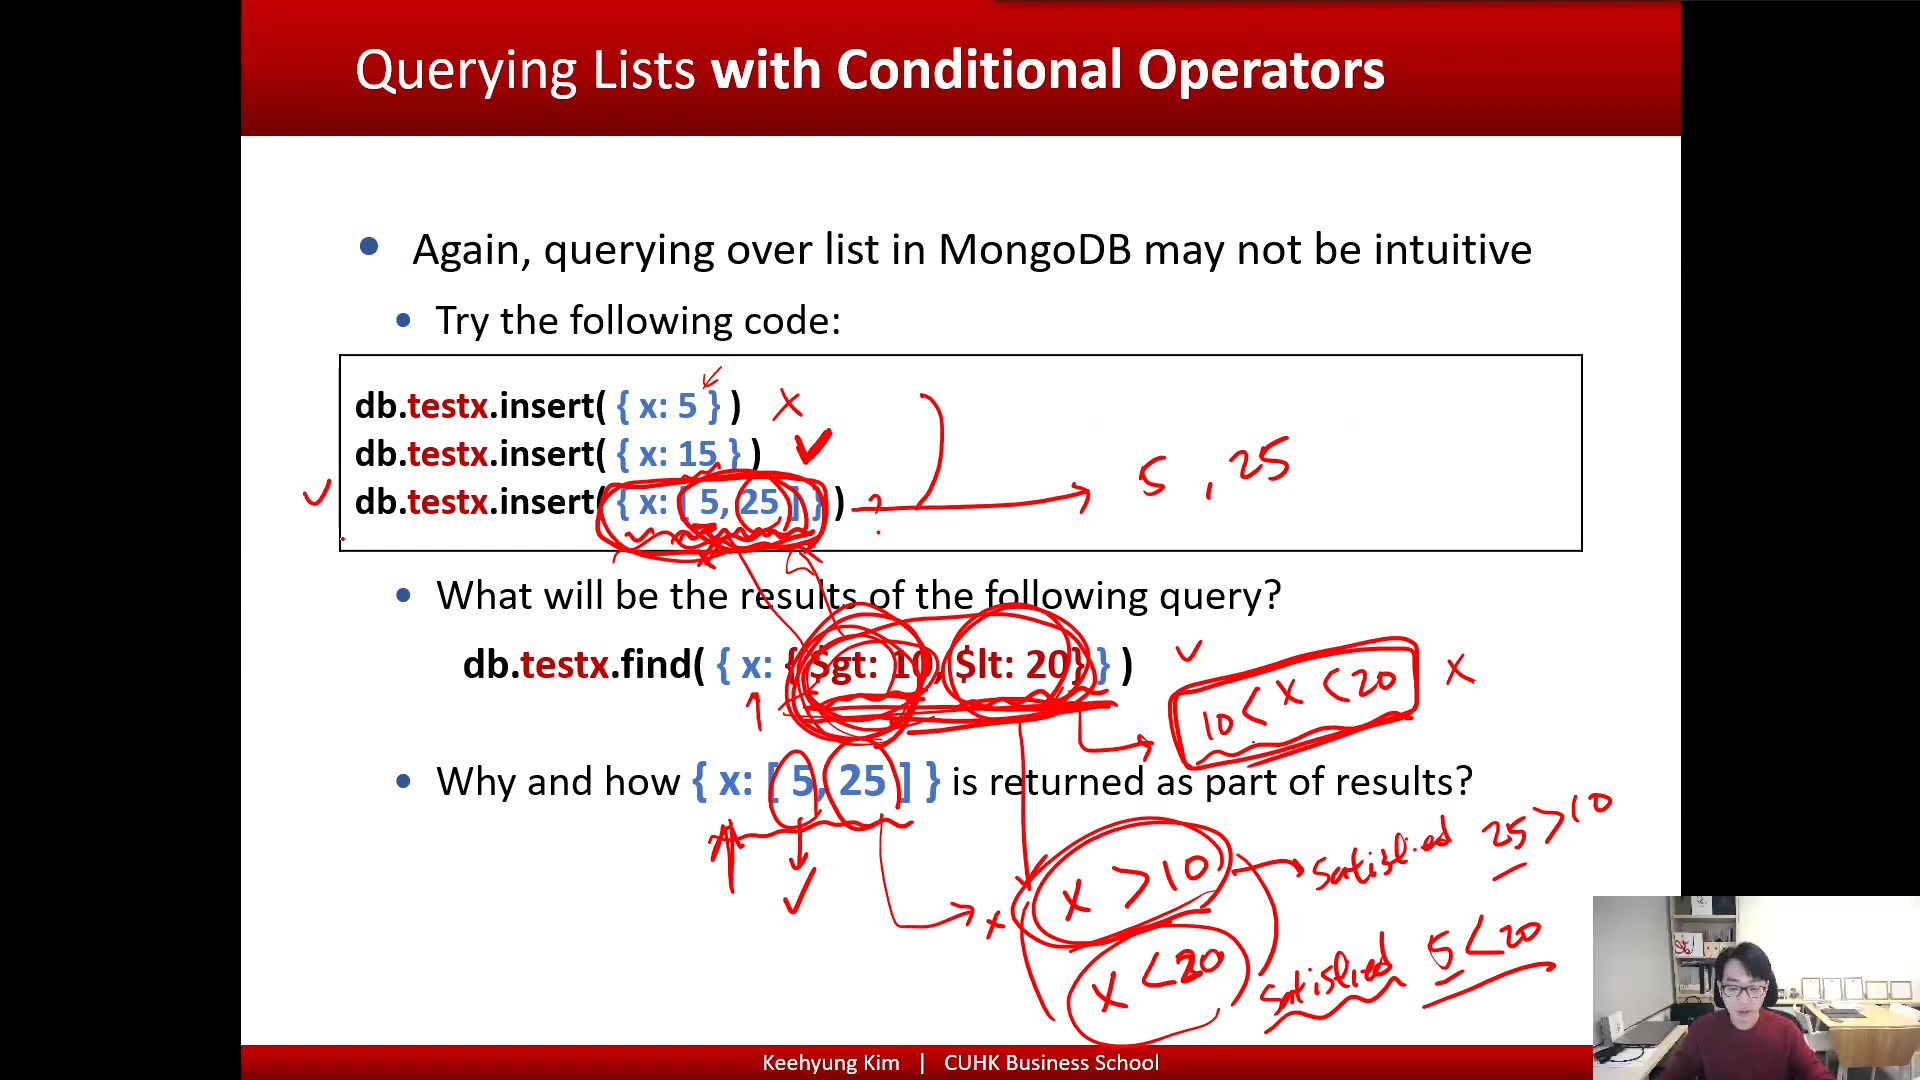 Querying Lists with Conditional Operators
• Again, querying over list in MongoDB may not be intuitive
• Try the following code:
db.testx.insert( { x: 5 } ) x
db.testx.insert( { x: 15 } ) ✓
✓ db.testx.insert( { x: [ 5, 25 ] } ) ? → 5 , 25
• What will be the results of the following query?
db.testx.find( { x: { $gt: 10, $lt: 20} } ) ✓ 10 < x < 20 x
• Why and how { x: [ 5, 25 ] } is returned as part of results?
x > 10 → Satisfied 25 > 10
x < 20 Satisfied 5 < 20
Keehyung Kim | CUHK Business School